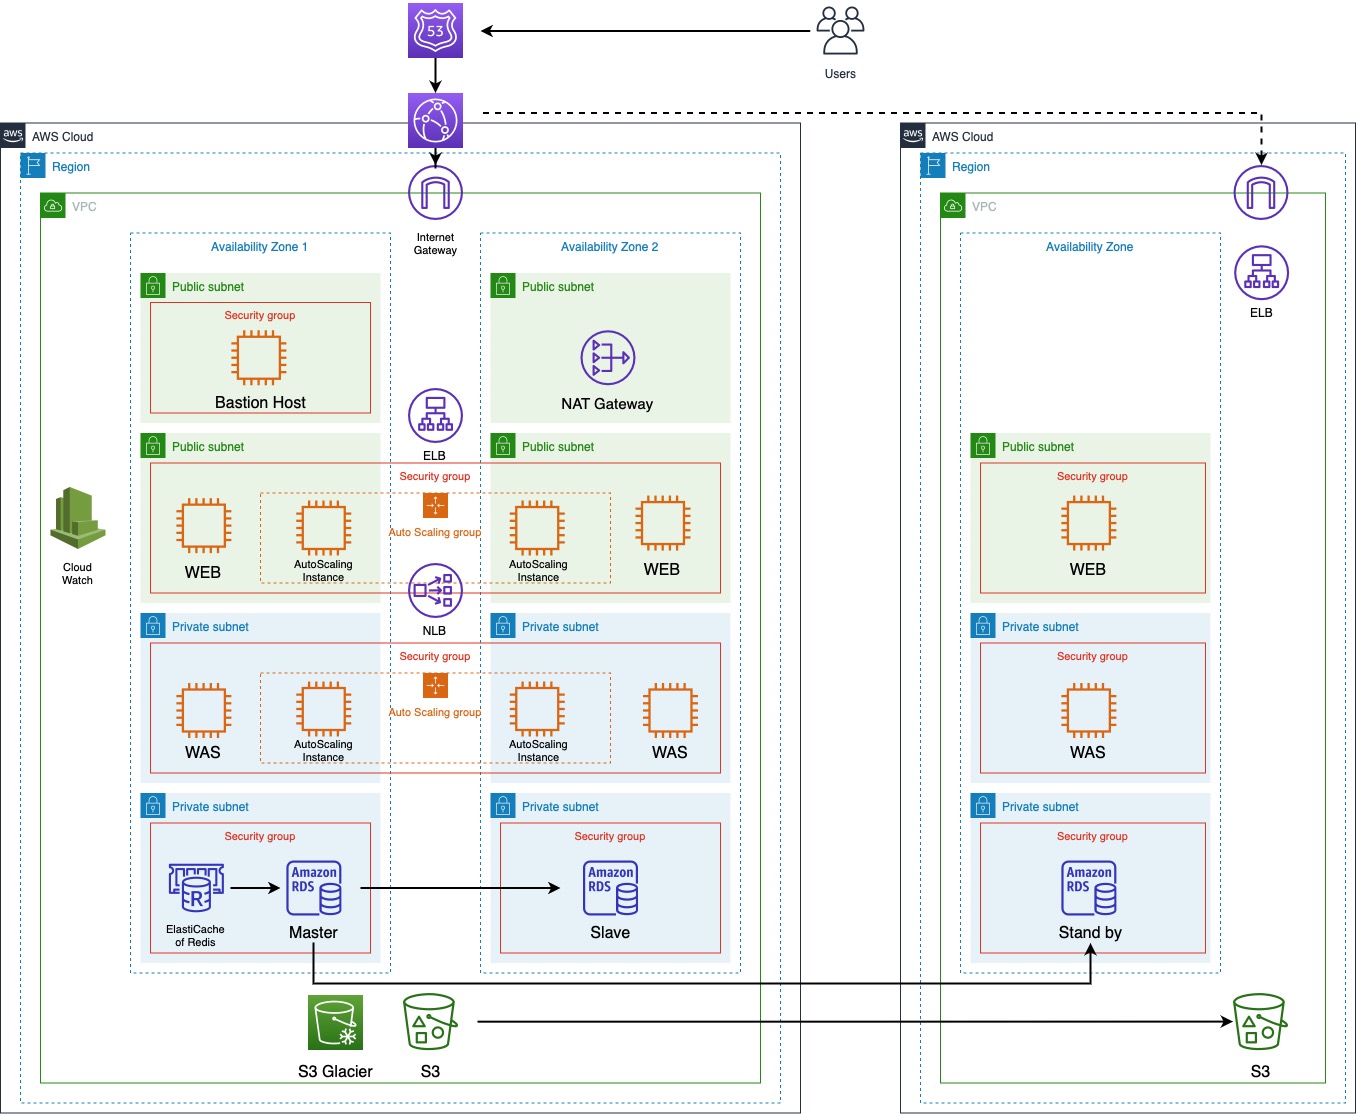 53
Users
aws
AWS Cloud
aws
AWS Cloud
Region
Region
VPC
VPC
Internet
Gateway
Availability Zone 1
Availability Zone 2
Availability Zone
Public subnet
Public subnet
Security group
ELB
Bastion Host
NAT Gateway
Public subnet
ELB
Public subnet
Public subnet
Security group
Security group
Auto Scaling group
WEB
AutoScaling
Instance
AutoScaling
Instance
WEB
WEB
Cloud
Watch
NLB
Private subnet
Private subnet
Private subnet
Security group
Security group
Auto Scaling group
WAS
AutoScaling
Instance
AutoScaling
Instance
WAS
WAS
Private subnet
Private subnet
Private subnet
Security group
Security group
Security group
R
Amazon
RDS
Amazon
RDS
Amazon
RDS
ElastiCache
of Redis
Master
Slave
Stand by
S3 Glacier
S3
S3